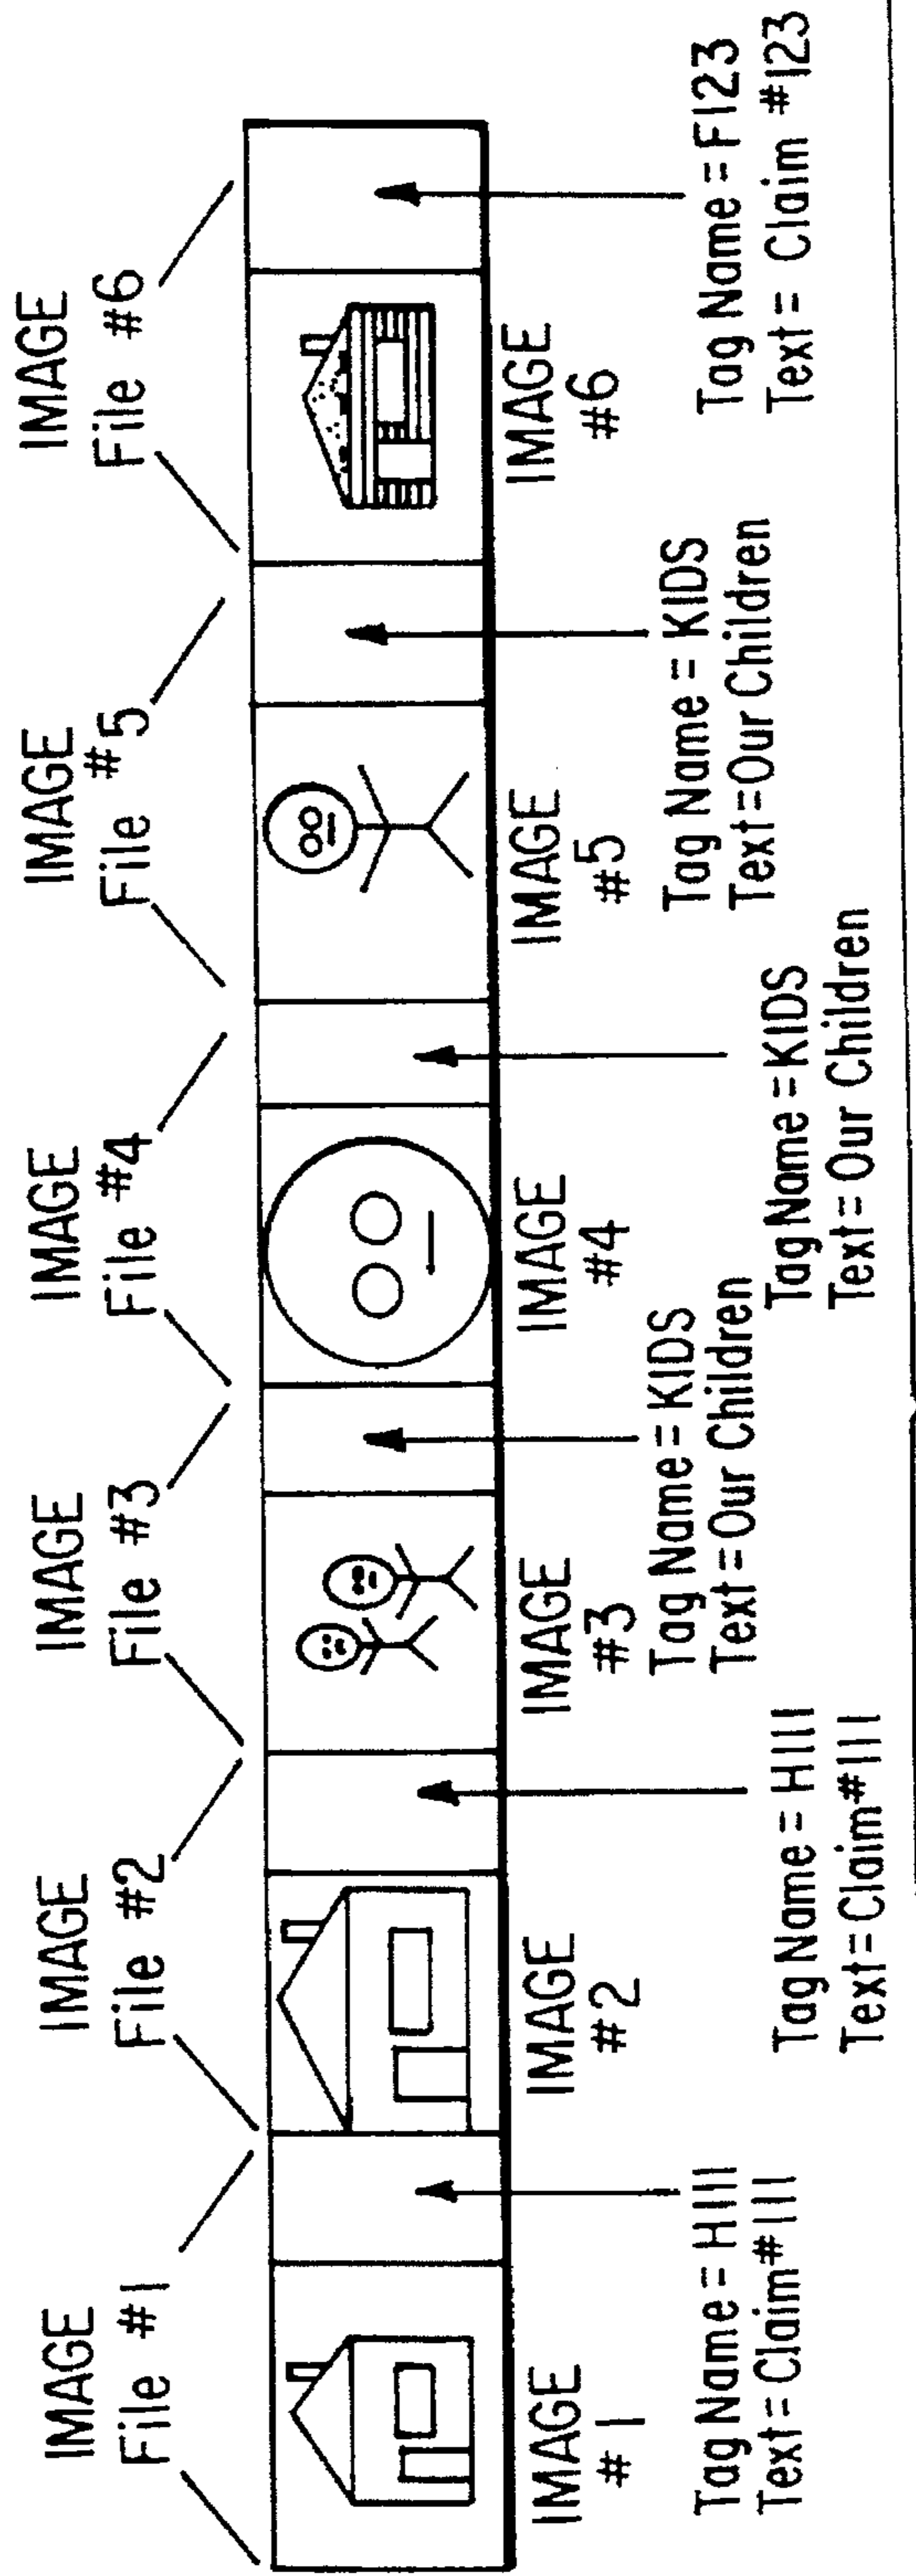 IMAGE
File #1
IMAGE
File #2
IMAGE
File #3
IMAGE
File #4
IMAGE
File #5
IMAGE
File #6
IMAGE
#1
IMAGE
#2
IMAGE
#3
IMAGE
#4
IMAGE
#5
IMAGE
#6
Tag Name = H111
Text=Claim#111
Tag Name = H111
Text=Claim#111
Tag Name = KIDS
Text=Our Children
Tag Name = KIDS
Text= Our Children
Tag Name = KIDS
Text=Our Children
Tag Name = F123
Text= Claim #123